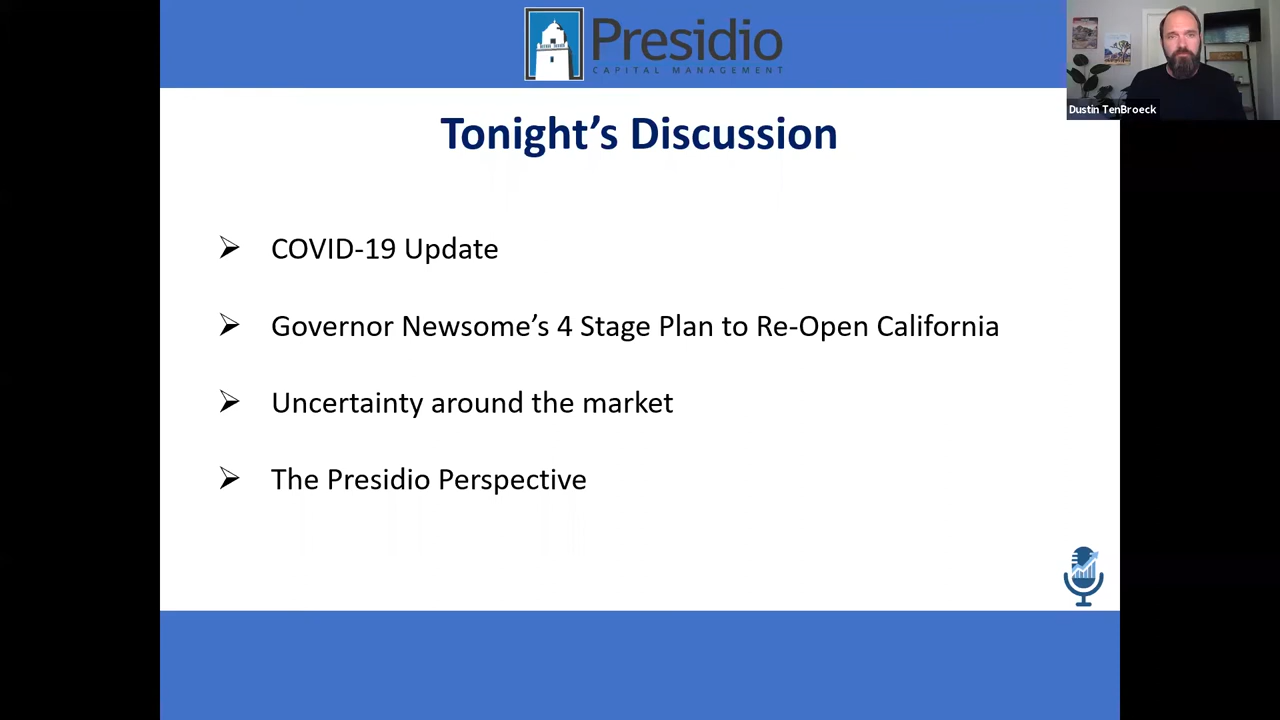 Presidio
CAPITAL MANAGEMENT
Dustin TenBroeck
Tonight’s Discussion
COVID-19 Update
Governor Newsome’s 4 Stage Plan to Re-Open California
Uncertainty around the market
The Presidio Perspective